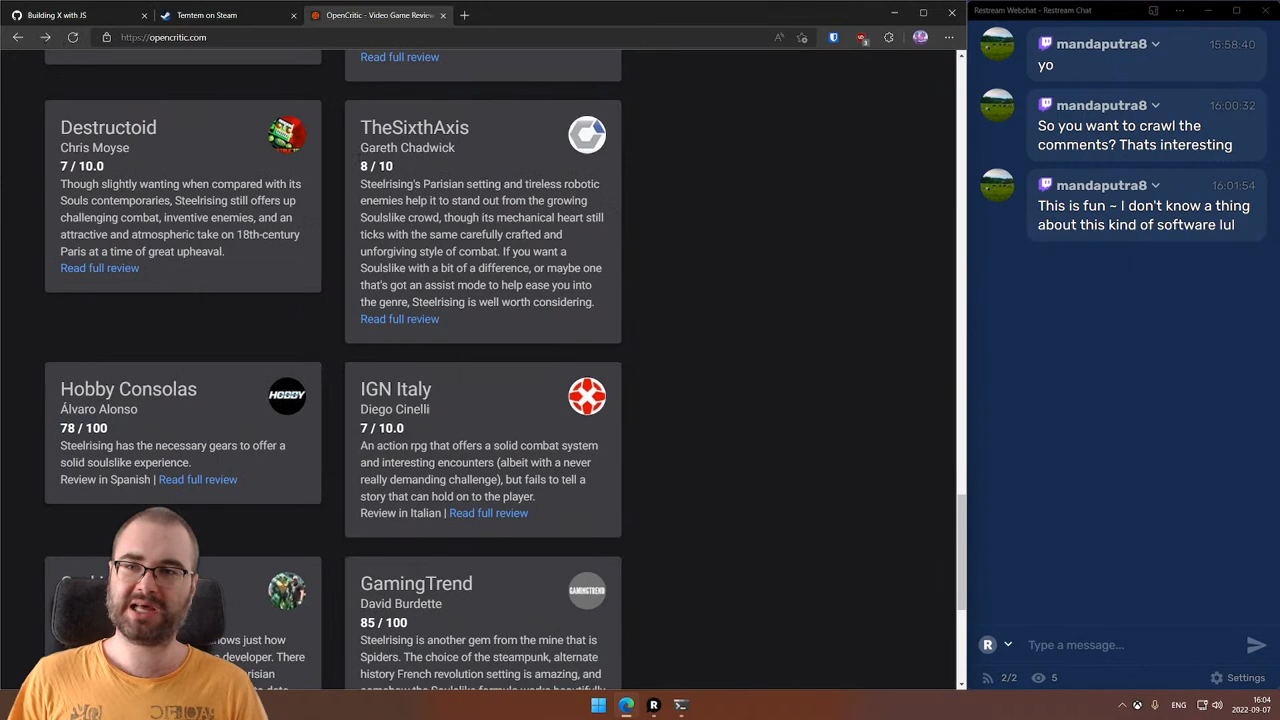 Building X with JS
Temtem on Steam
OpenCritic - Video Game Review
https://opencritic.com
Read full review
Destructoid
Chris Moyse
7 / 10.0
Though slightly wanting when compared with its
Souls contemporaries, Steelrising still offers up
challenging combat, inventive enemies, and an
attractive and atmospheric take on 18th-century
Paris at a time of great upheaval.
Read full review
TheSixthAxis
Gareth Chadwick
8 / 10
Steelrising's Parisian setting and tireless robotic
enemies help it to stand out from the growing
Soulslike crowd, though its mechanical heart still
ticks with the same carefully crafted and
unforgiving style of combat. If you want a
Soulslike with a bit of a difference, or maybe one
that's got an assist mode to help ease you into
the genre, Steelrising is well worth considering.
Read full review
Hobby Consolas
Álvaro Alonso
78 / 100
Steelrising has the necessary gears to offer a
solid soulslike experience.
Review in Spanish | Read full review
HOBBY
IGN Italy
Diego Cinelli
7 / 10.0
An action rpg that offers a solid combat system
and interesting encounters (albeit with a never
really demanding challenge), but fails to tell a
story that can hold on to the player.
Review in Italian | Read full review
just how
developer. There
GamingTrend
David Burdette
85 / 100
GAMINGTREND
Steelrising is another gem from the mine that is
Spiders. The choice of the steampunk, alternate
history French revolution setting is amazing, and
somehow the Soulslike formula works beautifully
Restream Webchat - Restream Chat
mandaputra8 15:58:40
yo
mandaputra8 16:00:32
So you want to crawl the
comments? Thats interesting
mandaputra8 16:01:54
This is fun ~ I don't know a thing
about this kind of software lul
R Type a message...
2/2 5 Settings
ENG 16:04
2022-09-07